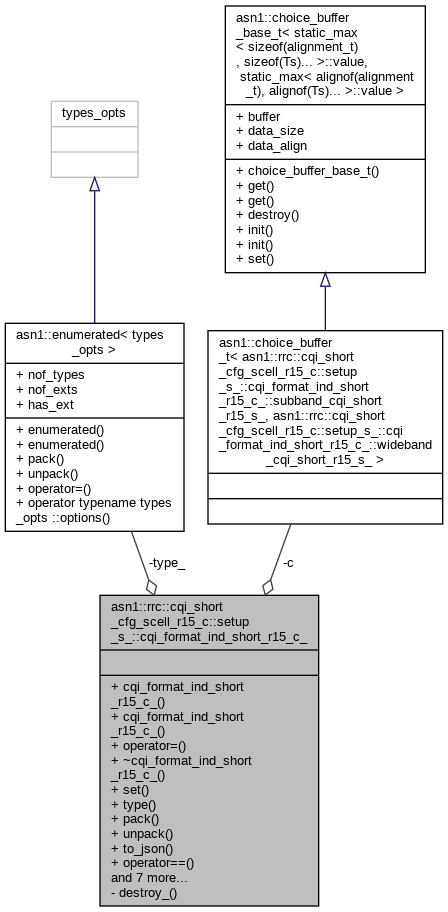 asn1::choice_buffer
_base_t< static_max
< sizeof(alignment_t)
, sizeof(Ts)... >::value,
static_max< alignof(alignment
_t), alignof(Ts)... >::value >
+ buffer
+ data_size
+ data_align
+ choice_buffer_base_t()
+ get()
+ get()
+ destroy()
+ init()
+ init()
+ set()
types_opts
asn1::enumerated< types
_opts >
+ nof_types
+ nof_exts
+ has_ext
+ enumerated()
+ enumerated()
+ pack()
+ unpack()
+ operator=()
+ operator typename types
_opts ::options()
asn1::choice_buffer
_t< asn1::rrc::cqi_short
_cfg_scell_r15_c::setup
_s_::cqi_format_ind_short
_r15_c_::subband_cqi_short
_r15_s_, asn1::rrc::cqi_short
_cfg_scell_r15_c::setup_s_::cqi
_format_ind_short_r15_c_::wideband
_cqi_short_r15_s_ >
-type_
-c
asn1::rrc::cqi_short
_cfg_scell_r15_c::setup
_s_::cqi_format_ind_short_r15_c_
+ cqi_format_ind_short
_r15_c_()
+ cqi_format_ind_short
_r15_c_()
+ operator=()
+ ~cqi_format_ind_short
_r15_c_()
+ set()
+ type()
+ pack()
+ unpack()
+ to_json()
+ operator==()
and 7 more...
- destroy_()